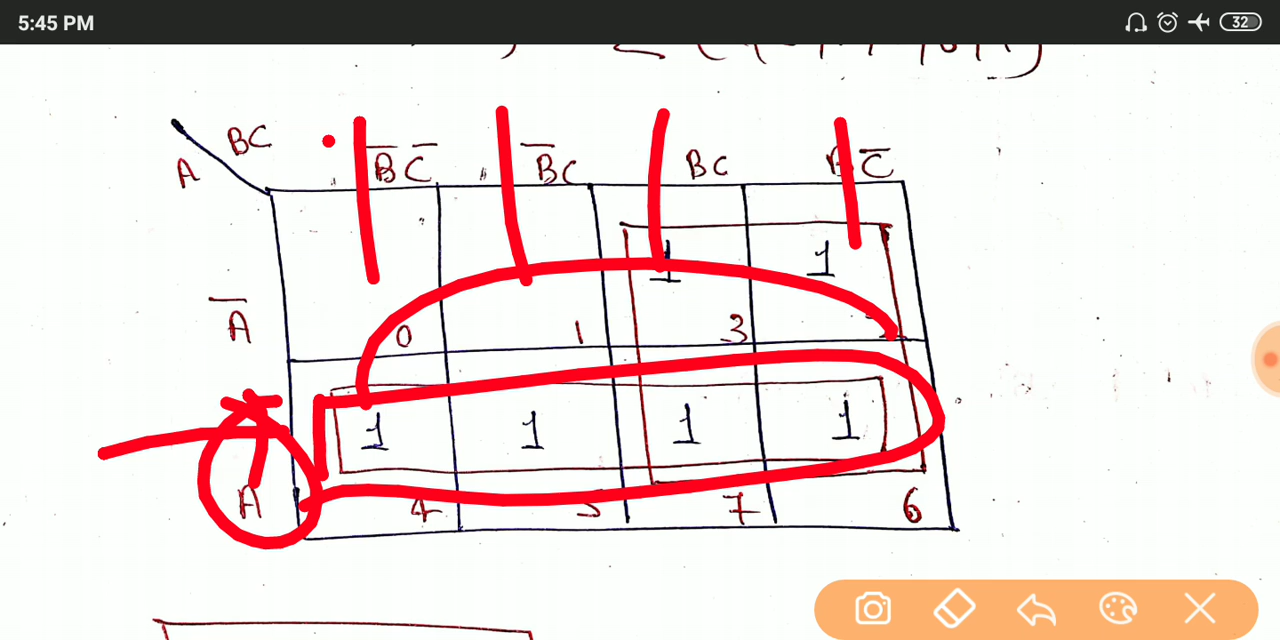 5:45 PM
32
BC
A
B̅ C̅
B̅ C
BC
B C̅
1 1
A̅
0 1 3
1 1 1 1
A
4 5 7 6